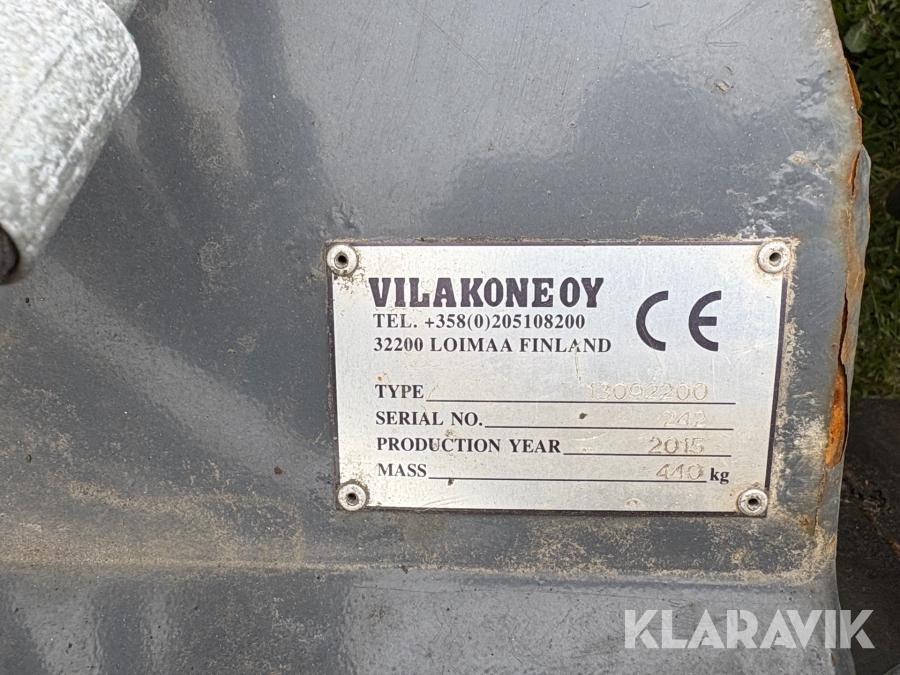 VILAKONE OY
TEL. +358(0)205108200
32200 LOIMAA FINLAND
CE
TYPE 13092200
SERIAL NO. 242
PRODUCTION YEAR 2015
MASS 440 kg
KLARAVIK